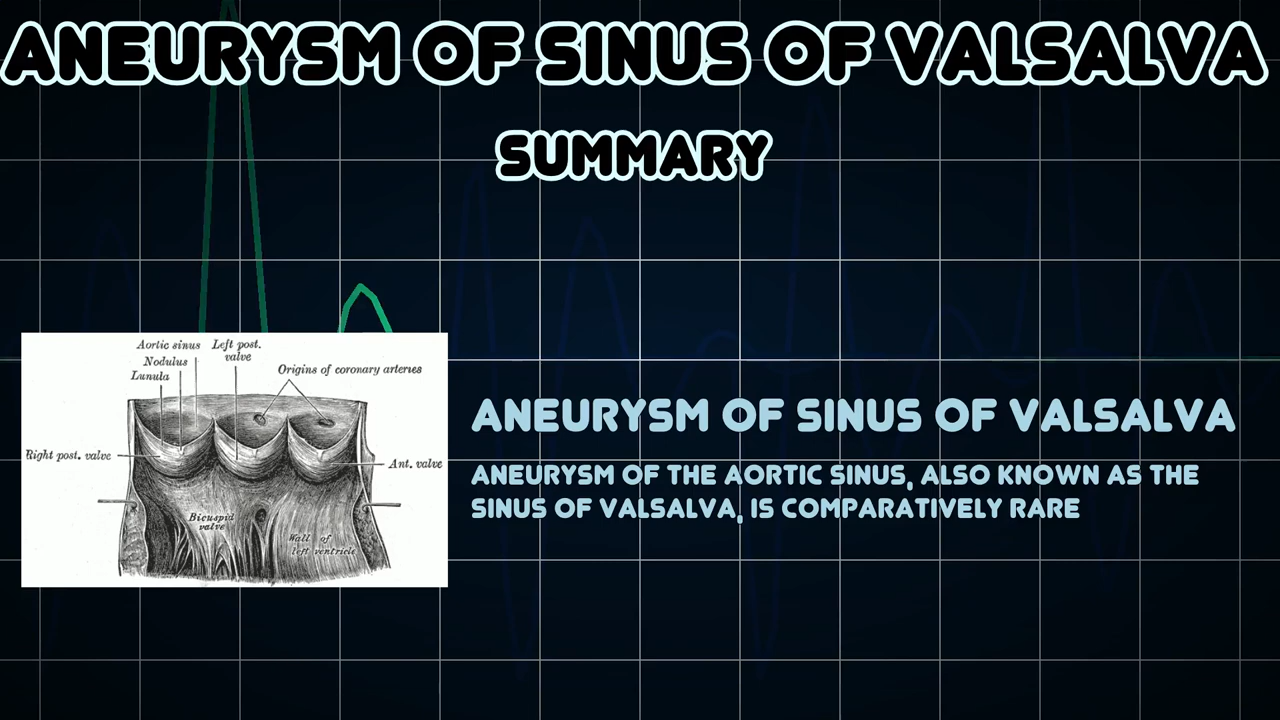 ANEURYSM OF SINUS OF VALSALVA
SUMMARY
Aortic sinus
Left post. valve
Nodulus
Lunula
Origins of coronary arteries
Right post. valve
Ant. valve
Bicuspid
valve
Wall of
left ventricle
ANEURYSM OF SINUS OF VALSALVA
ANEURYSM OF THE AORTIC SINUS, ALSO KNOWN AS THE
SINUS OF VALSALVA, IS COMPARATIVELY RARE